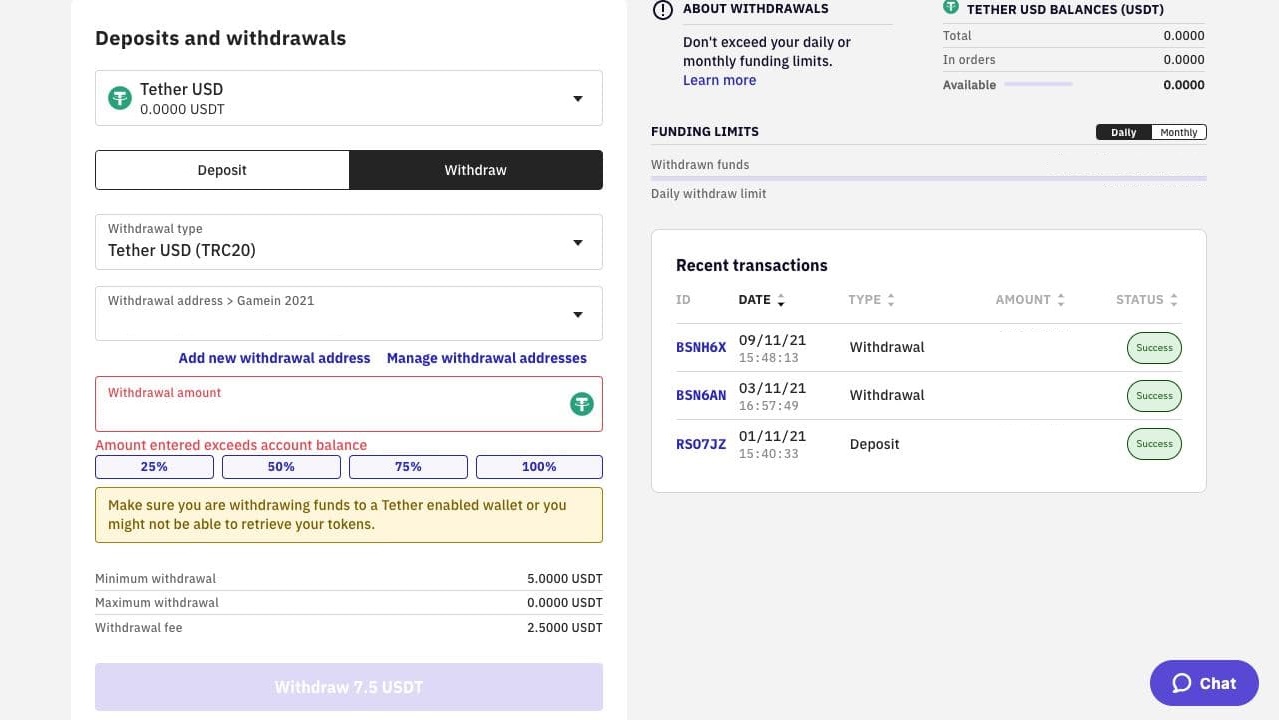 Deposits and withdrawals
Tether USD
0.0000 USDT
Deposit
Withdraw
Withdrawal type
Tether USD (TRC20)
Withdrawal address > Gamein 2021
Add new withdrawal address Manage withdrawal addresses
Withdrawal amount
Amount entered exceeds account balance
25% 50% 75% 100%
Make sure you are withdrawing funds to a Tether enabled wallet or you
might not be able to retrieve your tokens.
Minimum withdrawal 5.0000 USDT
Maximum withdrawal 0.0000 USDT
Withdrawal fee 2.5000 USDT
Withdraw 7.5 USDT
ABOUT WITHDRAWALS
Don't exceed your daily or
monthly funding limits.
Learn more
TETHER USD BALANCES (USDT)
Total 0.0000
In orders 0.0000
Available 0.0000
FUNDING LIMITS Daily Monthly
Withdrawn funds
Daily withdraw limit
Recent transactions
ID DATE TYPE AMOUNT STATUS
BSNH6X 09/11/21 15:48:13 Withdrawal Success
BSN6AN 03/11/21 16:57:49 Withdrawal Success
RSO7JZ 01/11/21 15:40:33 Deposit Success
Chat